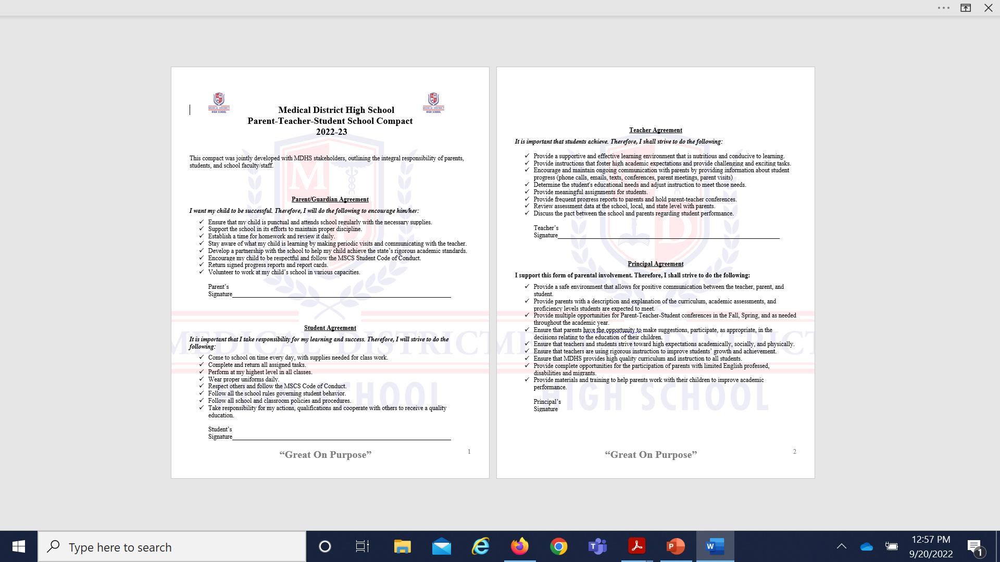 MEDICAL DISTRICT
HIGH SCHOOL
MEDICAL DISTRICT
HIGH SCHOOL
Medical District High School
Parent-Teacher-Student School Compact
2022-23
This compact was jointly developed with MDHS stakeholders, outlining the integral responsibility of parents,
students, and school faculty/staff.
Parent/Guardian Agreement
I want my child to be successful. Therefore, I will do the following to encourage him/her:
✓ Ensure that my child is punctual and attends school regularly with the necessary supplies.
✓ Support the school in its efforts to maintain proper discipline.
✓ Establish a time for homework and review it daily.
✓ Stay aware of what my child is learning by making periodic visits and communicating with the teacher.
✓ Develop a partnership with the school to help my child achieve the state’s rigorous academic standards.
✓ Encourage my child to be respectful and follow the MSCS Student Code of Conduct.
✓ Return signed progress reports and report cards.
✓ Volunteer to work at my child’s school in various capacities.
Parent’s
Signature
Student Agreement
It is important that I take responsibility for my learning and success. Therefore, I will strive to do the
following:
✓ Come to school on time every day, with supplies needed for class work.
✓ Complete and return all assigned tasks.
✓ Perform at my highest level in all classes.
✓ Wear proper uniforms daily.
✓ Respect others and follow the MSCS Code of Conduct.
✓ Follow all the school rules governing student behavior.
✓ Follow all school and classroom policies and procedures.
✓ Take responsibility for my actions, qualifications and cooperate with others to receive a quality
education.
Student’s
Signature
“Great On Purpose”
1
M
D
MEDICAL DISTRICT
HIGH SCHOOL
Teacher Agreement
It is important that students achieve. Therefore, I shall strive to do the following:
✓ Provide a supportive and effective learning environment that is nutritious and conducive to learning.
✓ Provide instructions that foster high academic expectations and provide challenging and exciting tasks.
✓ Encourage and maintain ongoing communication with parents by providing information about student
progress (phone calls, emails, texts, conferences, parent meetings, parent visits)
✓ Determine the student's educational needs and adjust instruction to meet those needs.
✓ Provide meaningful assignments for students.
✓ Provide frequent progress reports to parents and hold parent-teacher conferences.
✓ Review assessment data at the school, local, and state level with parents.
✓ Discuss the pact between the school and parents regarding student performance.
Teacher’s
Signature
Principal Agreement
I support this form of parental involvement. Therefore, I shall strive to do the following:
✓ Provide a safe environment that allows for positive communication between the teacher, parent, and
student.
✓ Provide parents with a description and explanation of the curriculum, academic assessments, and
proficiency levels students are expected to meet.
✓ Provide multiple opportunities for Parent-Teacher-Student conferences in the Fall, Spring, and as needed
throughout the academic year.
✓ Ensure that parents have the opportunity to make suggestions, participate, as appropriate, in the
decisions relating to the education of their children.
✓ Ensure that teachers and students strive toward high expectations academically, socially, and physically.
✓ Ensure that teachers are using rigorous instruction to improve students’ growth and achievement.
✓ Ensure that MDHS provides high quality curriculum and instruction to all students.
✓ Provide complete opportunities for the participation of parents with limited English professed,
disabilities and migrants.
✓ Provide materials and training to help parents work with their children to improve academic
performance.
Principal’s
Signature
“Great On Purpose”
2
M
D
MEDICAL DISTRICT
HIGH SCHOOL
Type here to search
12:57 PM
9/20/2022
1